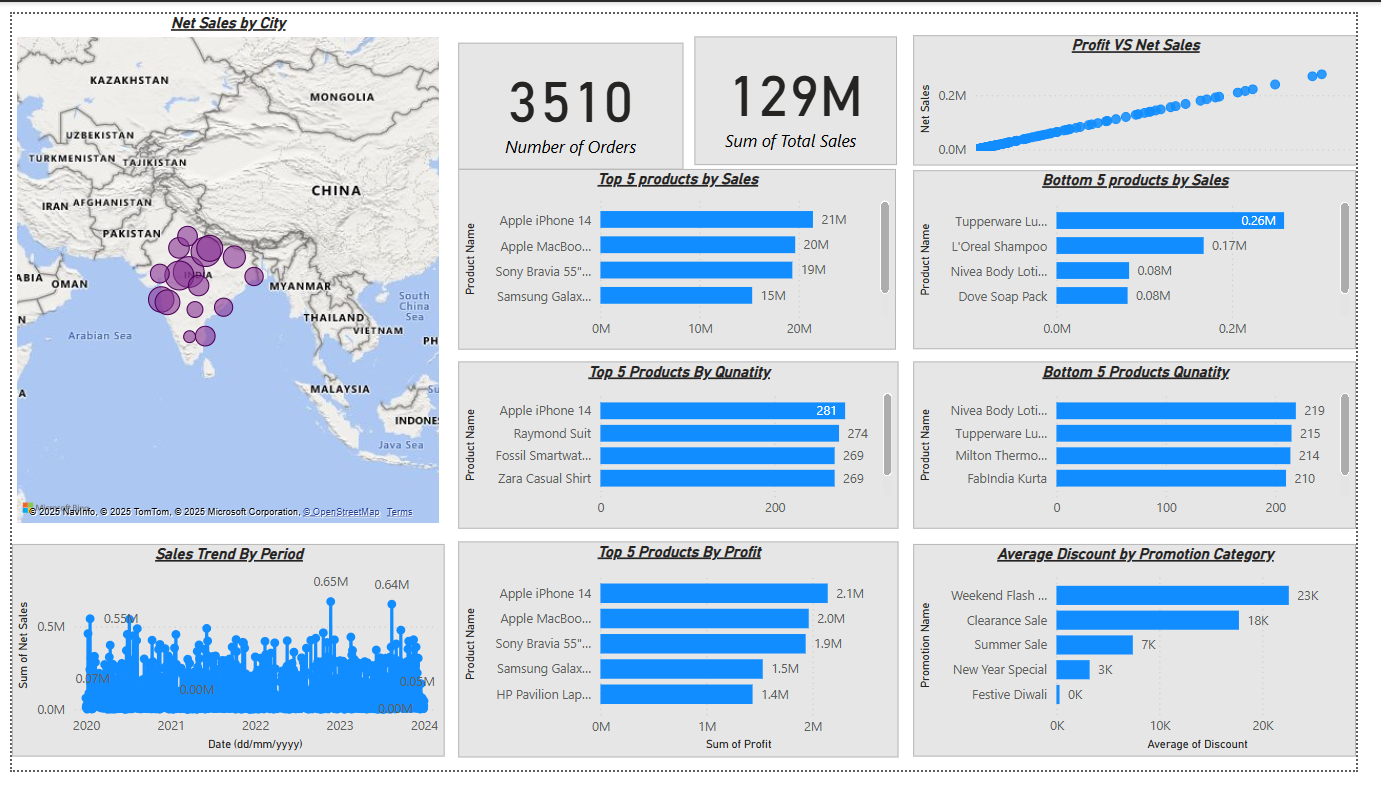 Net Sales by City
KAZAKHSTAN
MONGOLIA
UZBEKISTAN
TURKMENISTAN
TAJIKISTAN
CHINA
IRAN
AFGHANISTAN
PAKISTAN
INDIA
OMAN
MYANMAR
THAILAND
VIETNAM
South
China
Sea
Arabian Sea
MALAYSIA
INDONE
Java Sea
© 2025 NavInfo, © 2025 TomTom, © 2025 Microsoft Corporation, © OpenStreetMap Terms
3510
Number of Orders
129M
Sum of Total Sales
Profit VS Net Sales
Net Sales
0.2M
0.0M
Top 5 products by Sales
Product Name
Apple iPhone 14 21M
Apple MacBoo... 20M
Sony Bravia 55"... 19M
Samsung Galax... 15M
0M 10M 20M
Bottom 5 products by Sales
Product Name
Tupperware Lu... 0.26M
L'Oreal Shampoo 0.17M
Nivea Body Loti... 0.08M
Dove Soap Pack 0.08M
0.0M 0.2M
Top 5 Products By Qunatity
Product Name
Apple iPhone 14 281
Raymond Suit 274
Fossil Smartwat... 269
Zara Casual Shirt 269
0 200
Bottom 5 Products Qunatity
Product Name
Nivea Body Loti... 219
Tupperware Lu... 215
Milton Thermo... 214
FabIndia Kurta 210
0 100 200
Sales Trend By Period
Sum of Net Sales
0.65M
0.64M
0.55M
0.5M
0.07M
0.00M
0.05M
0.00M
0.0M
2020 2021 2022 2023 2024
Date (dd/mm/yyyy)
Top 5 Products By Profit
Product Name
Apple iPhone 14 2.1M
Apple MacBoo... 2.0M
Sony Bravia 55"... 1.9M
Samsung Galax... 1.5M
HP Pavilion Lap... 1.4M
0M 1M 2M
Sum of Profit
Average Discount by Promotion Category
Promotion Name
Weekend Flash ... 23K
Clearance Sale 18K
Summer Sale 7K
New Year Special 3K
Festive Diwali 0K
0K 10K 20K
Average of Discount